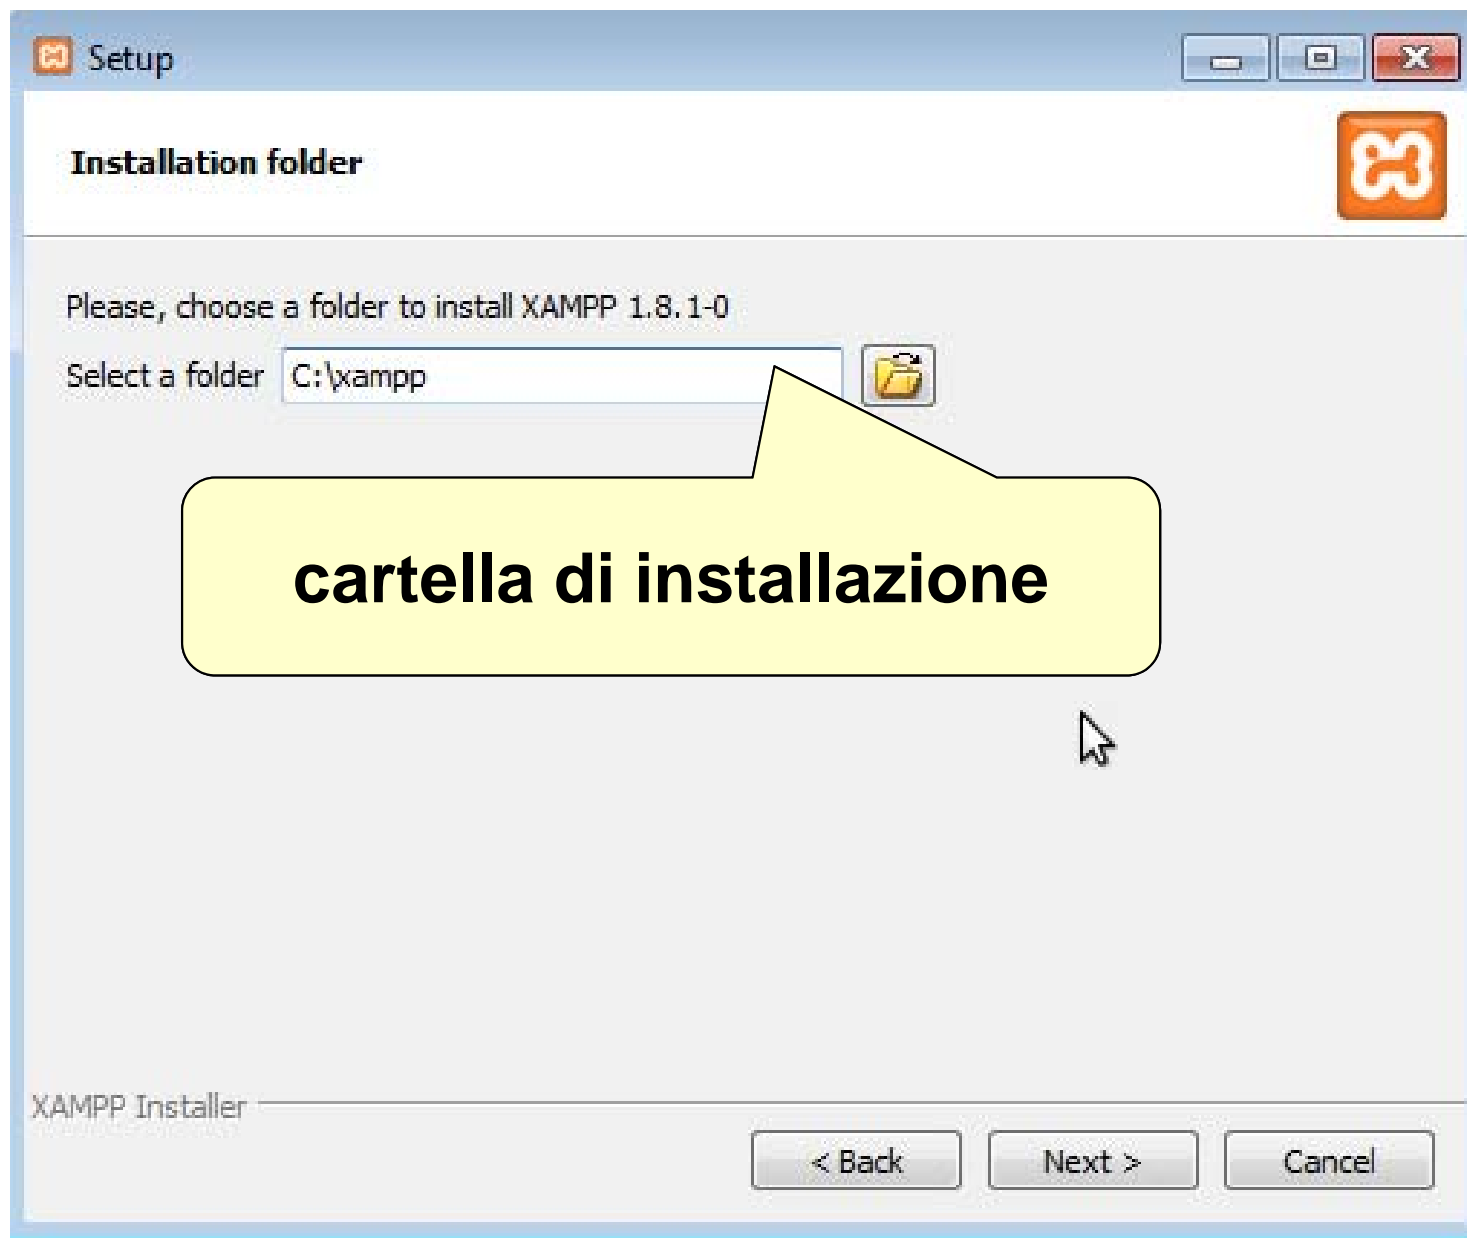 Setup
Installation folder
Please, choose a folder to install XAMPP 1.8.1-0
Select a folder C:\xampp
cartella di installazione
XAMPP Installer
< Back Next > Cancel